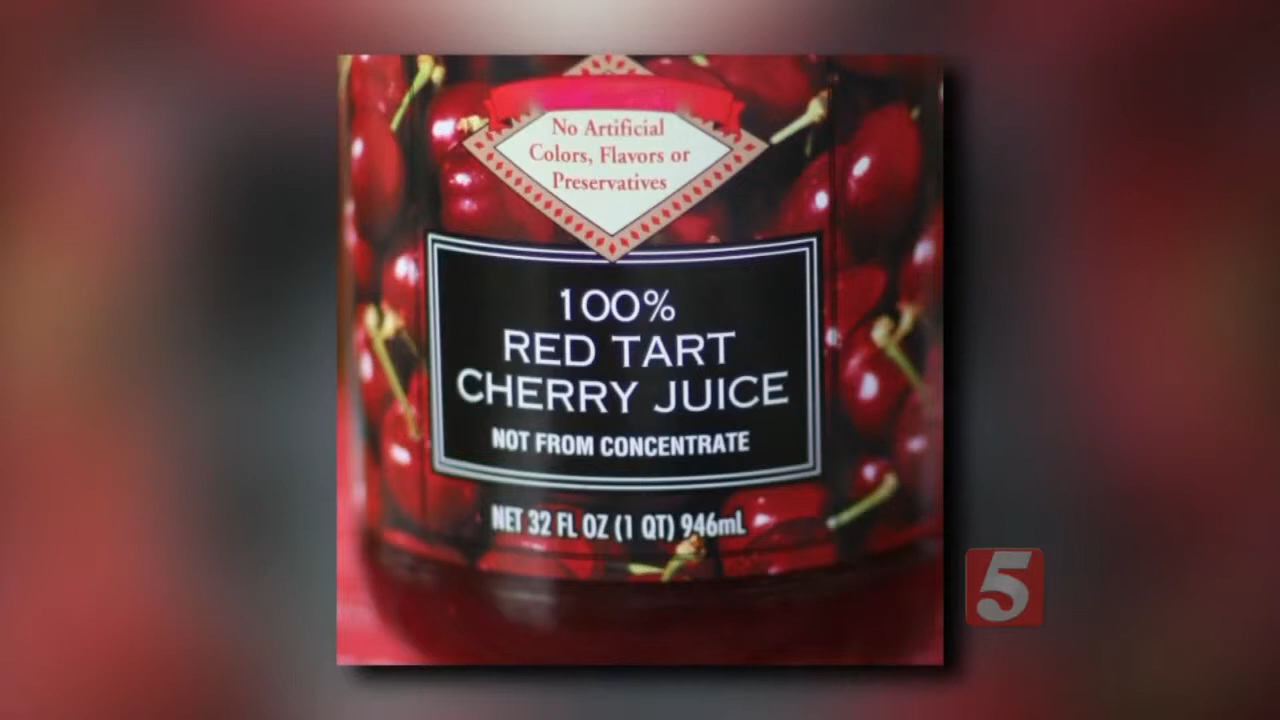 No Artificial
Colors, Flavors or
Preservatives
100%
RED TART
CHERRY JUICE
NOT FROM CONCENTRATE
NET 32 FL OZ (1 QT) 946mL
5